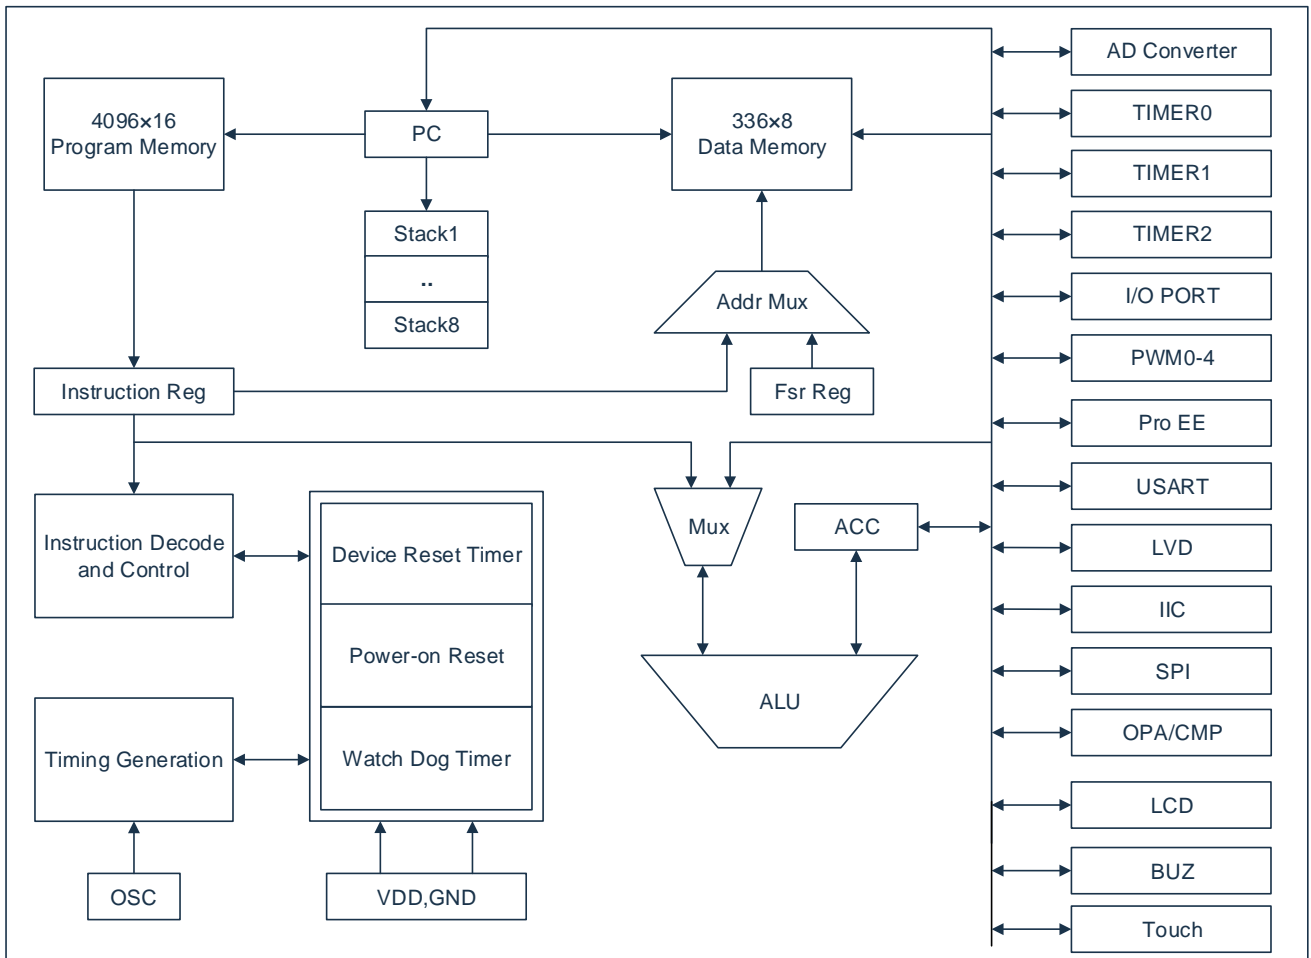 4096×16
Program Memory
PC
336×8
Data Memory
Stack1
..
Stack8
Addr Mux
Instruction Reg
Fsr Reg
Instruction Decode
and Control
Device Reset Timer
Power-on Reset
Watch Dog Timer
Mux
ACC
ALU
Timing Generation
OSC
VDD,GND
AD Converter
TIMER0
TIMER1
TIMER2
I/O PORT
PWM0-4
Pro EE
USART
LVD
IIC
SPI
OPA/CMP
LCD
BUZ
Touch